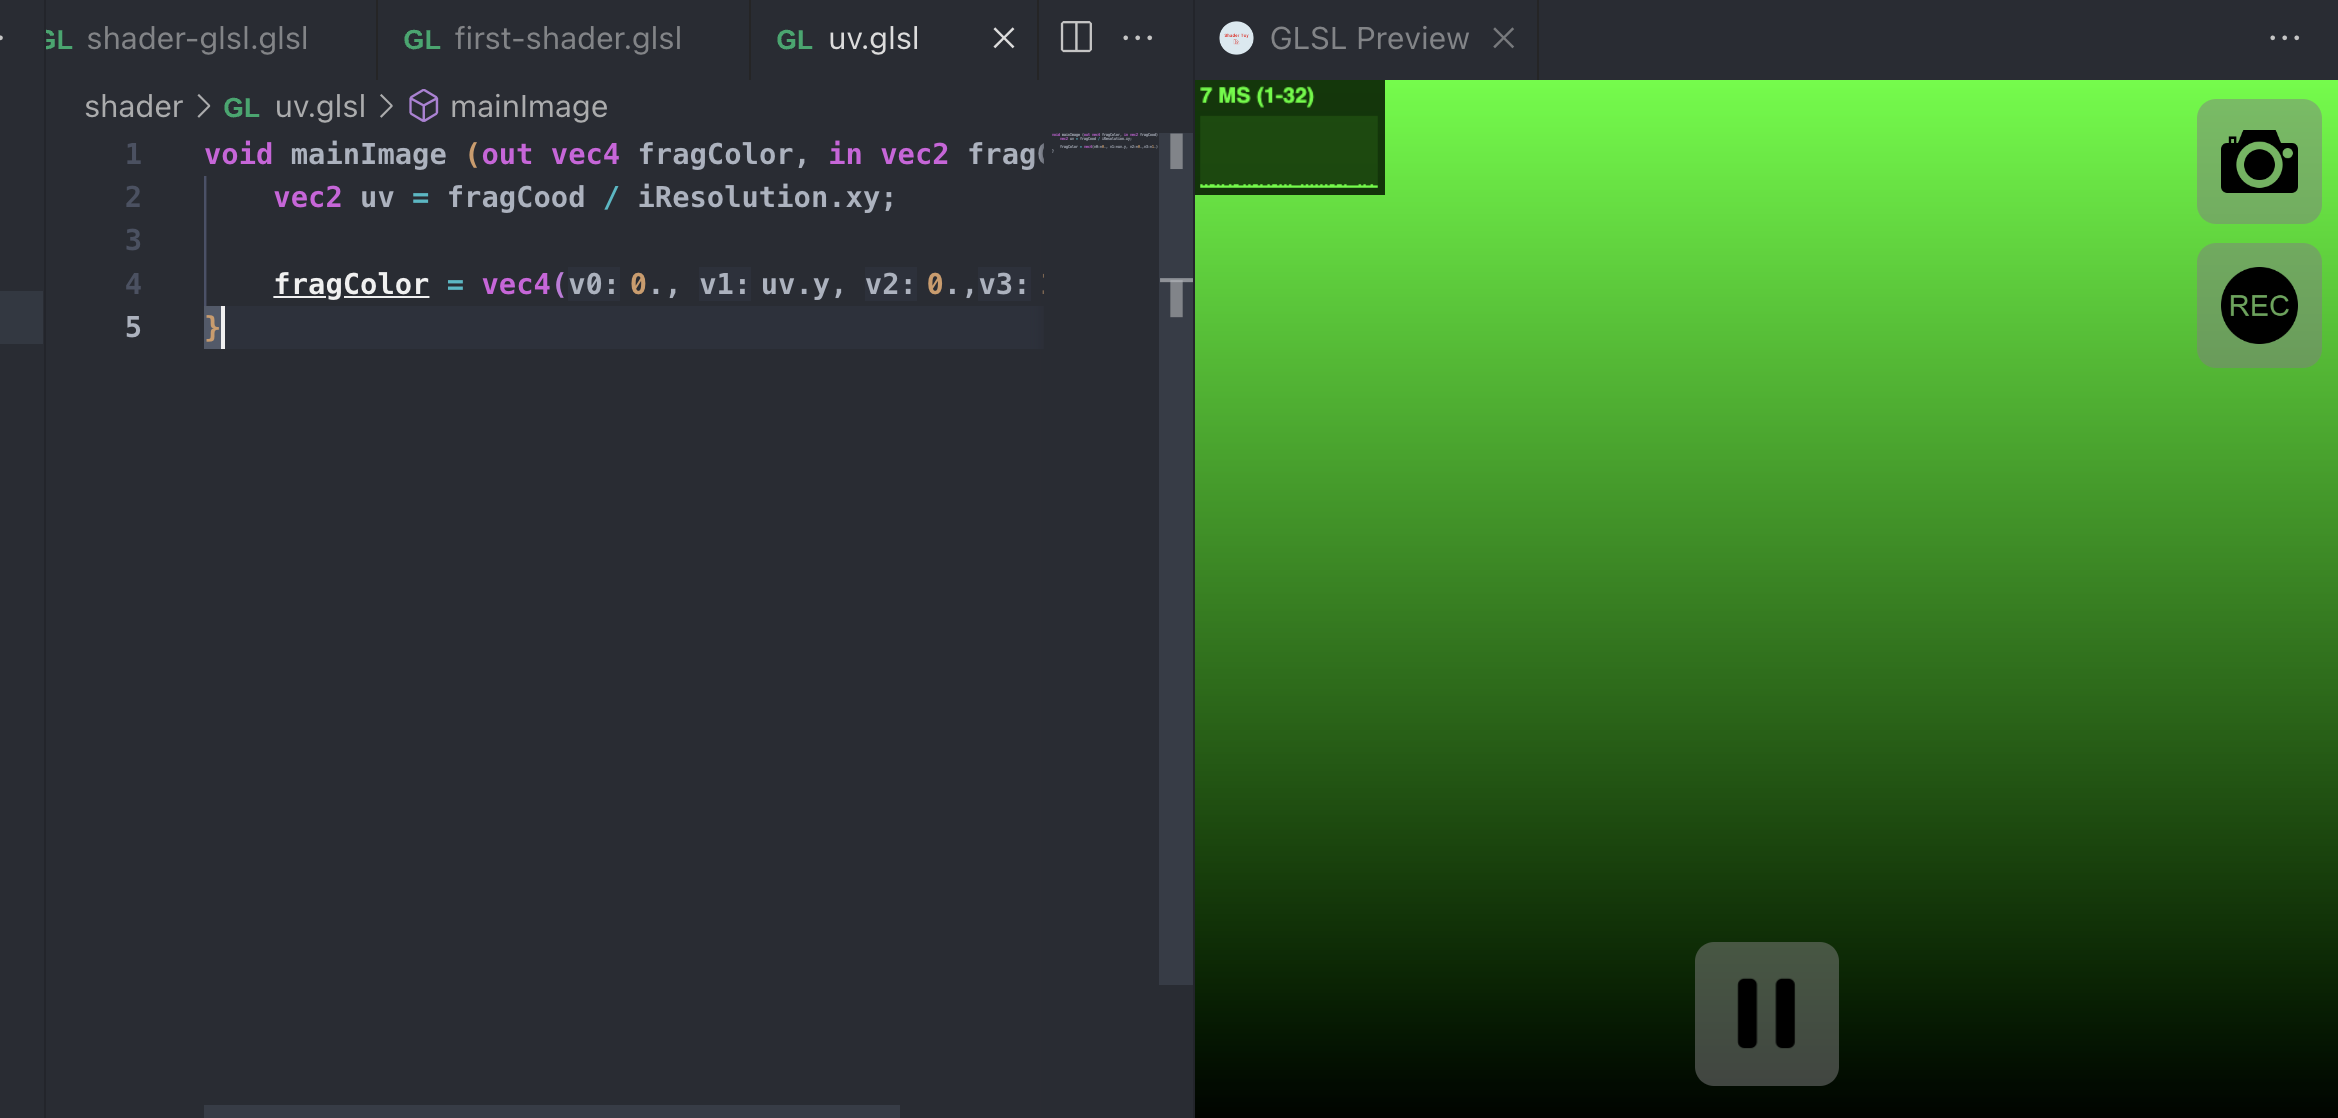 GL shader-glsl.glsl
GL first-shader.glsl
GL uv.glsl
GLSL Preview
shader > GL uv.glsl > mainImage
1 void mainImage (out vec4 fragColor, in vec2 frag
2 vec2 uv = fragCood / iResolution.xy;
3
4 fragColor = vec4(v0: 0., v1: uv.y, v2: 0.,v3:
5 }
7 MS (1-32)
REC